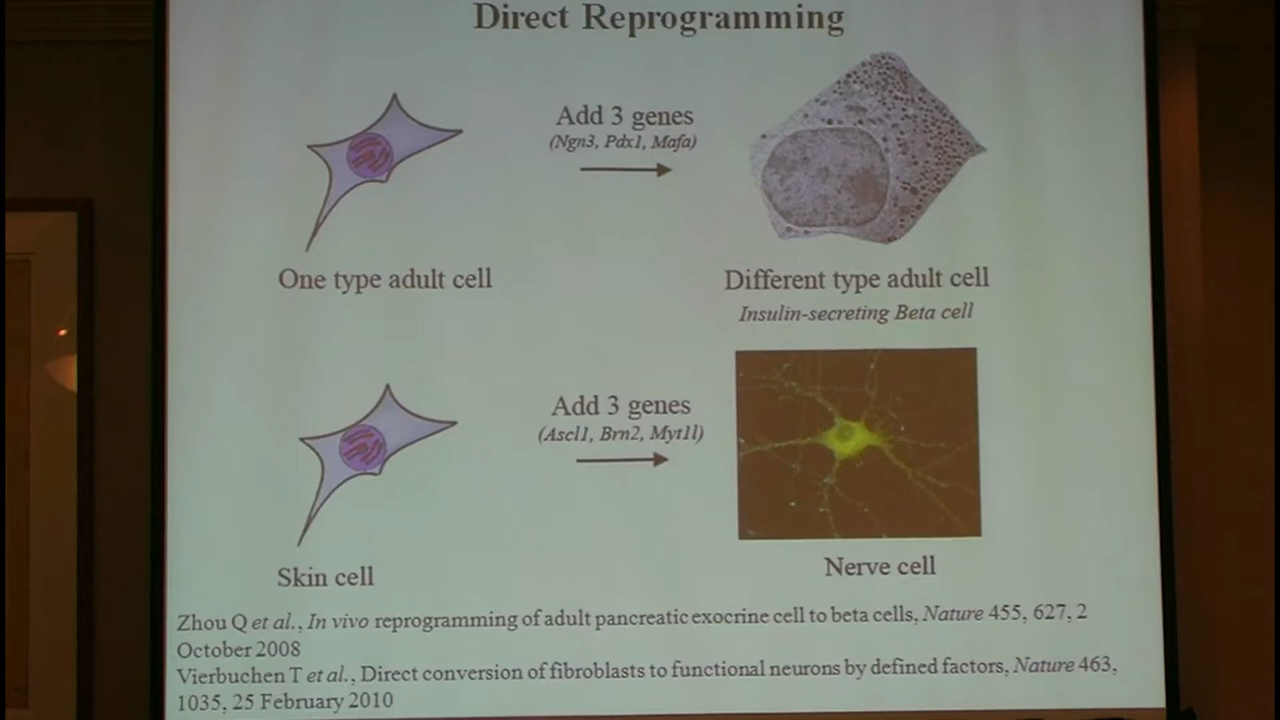 Direct Reprogramming
Add 3 genes
(Ngn3, Pdx1, Mafa)
One type adult cell
Different type adult cell
Insulin-secreting Beta cell
Add 3 genes
(Ascl1, Brn2, Myt1l)
Skin cell
Nerve cell
Zhou Q et al., In vivo reprogramming of adult pancreatic exocrine cell to beta cells, Nature 455, 627, 2
October 2008
Vierbuchen T et al., Direct conversion of fibroblasts to functional neurons by defined factors, Nature 463,
1035, 25 February 2010